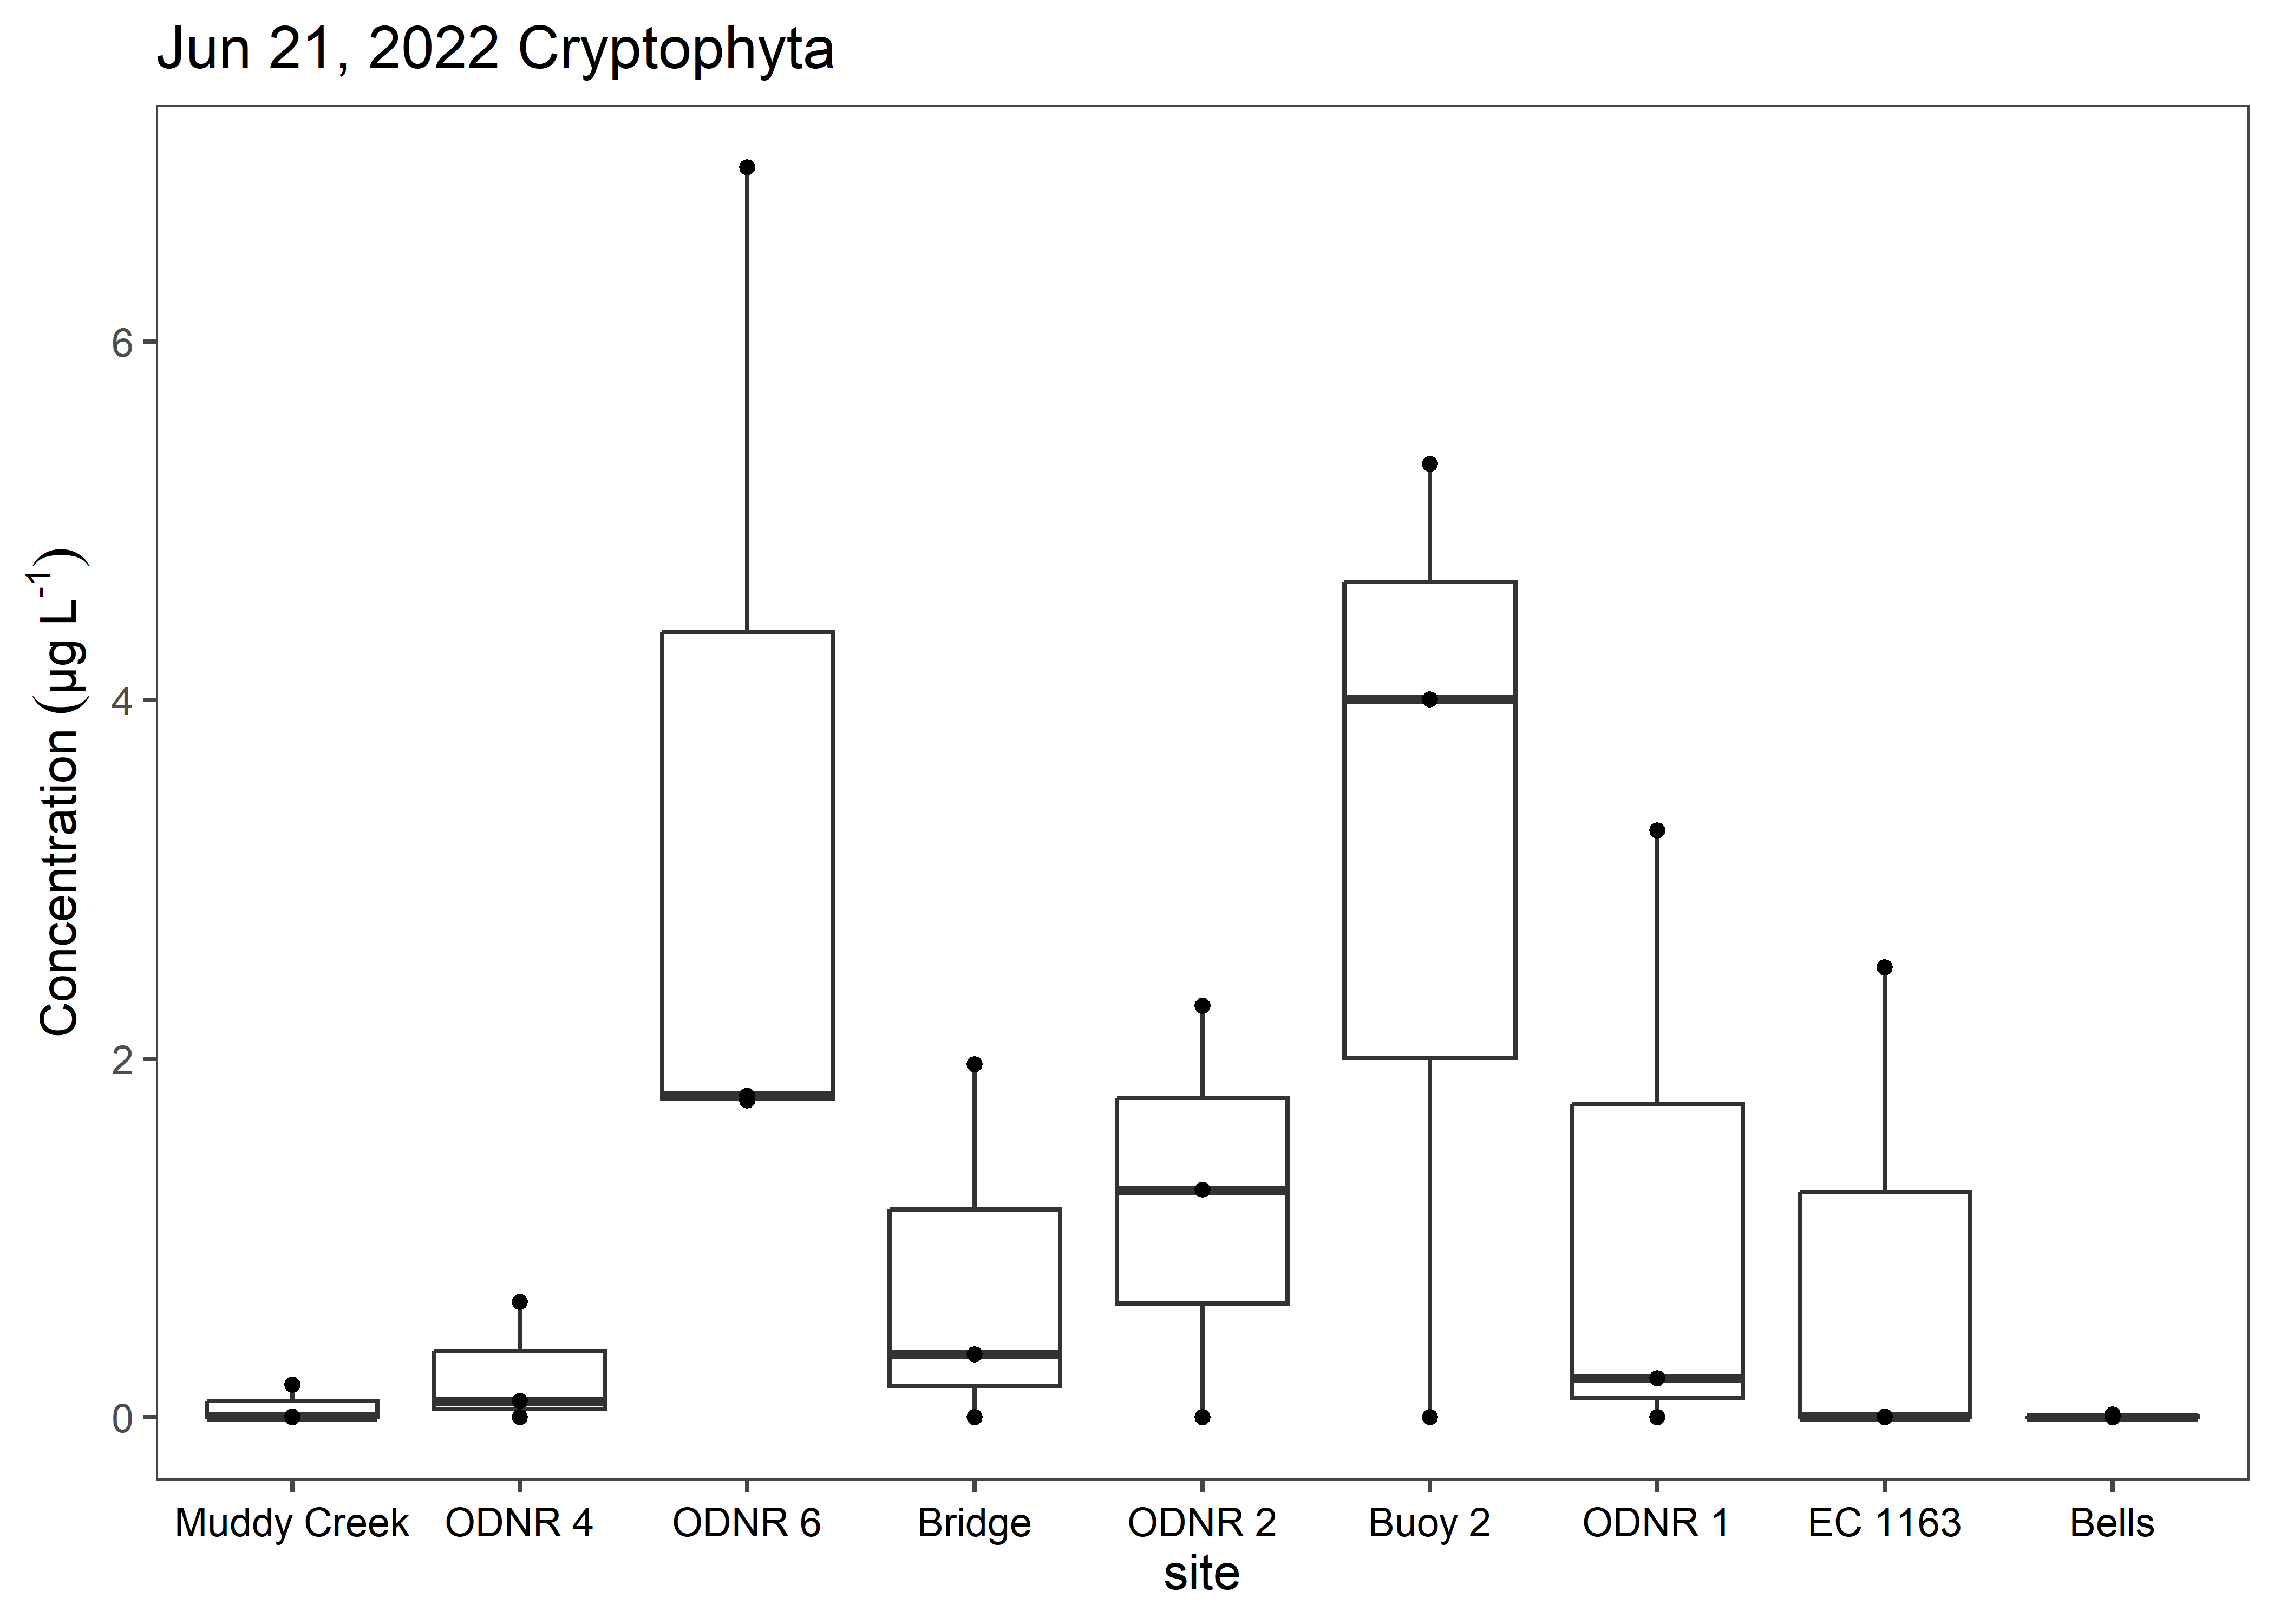 Jun 21, 2022 Cryptophyta
Concentration (µg L⁻¹)
6
4
2
0
Muddy Creek ODNR 4 ODNR 6 Bridge ODNR 2 Buoy 2 ODNR 1 EC 1163 Bells
site